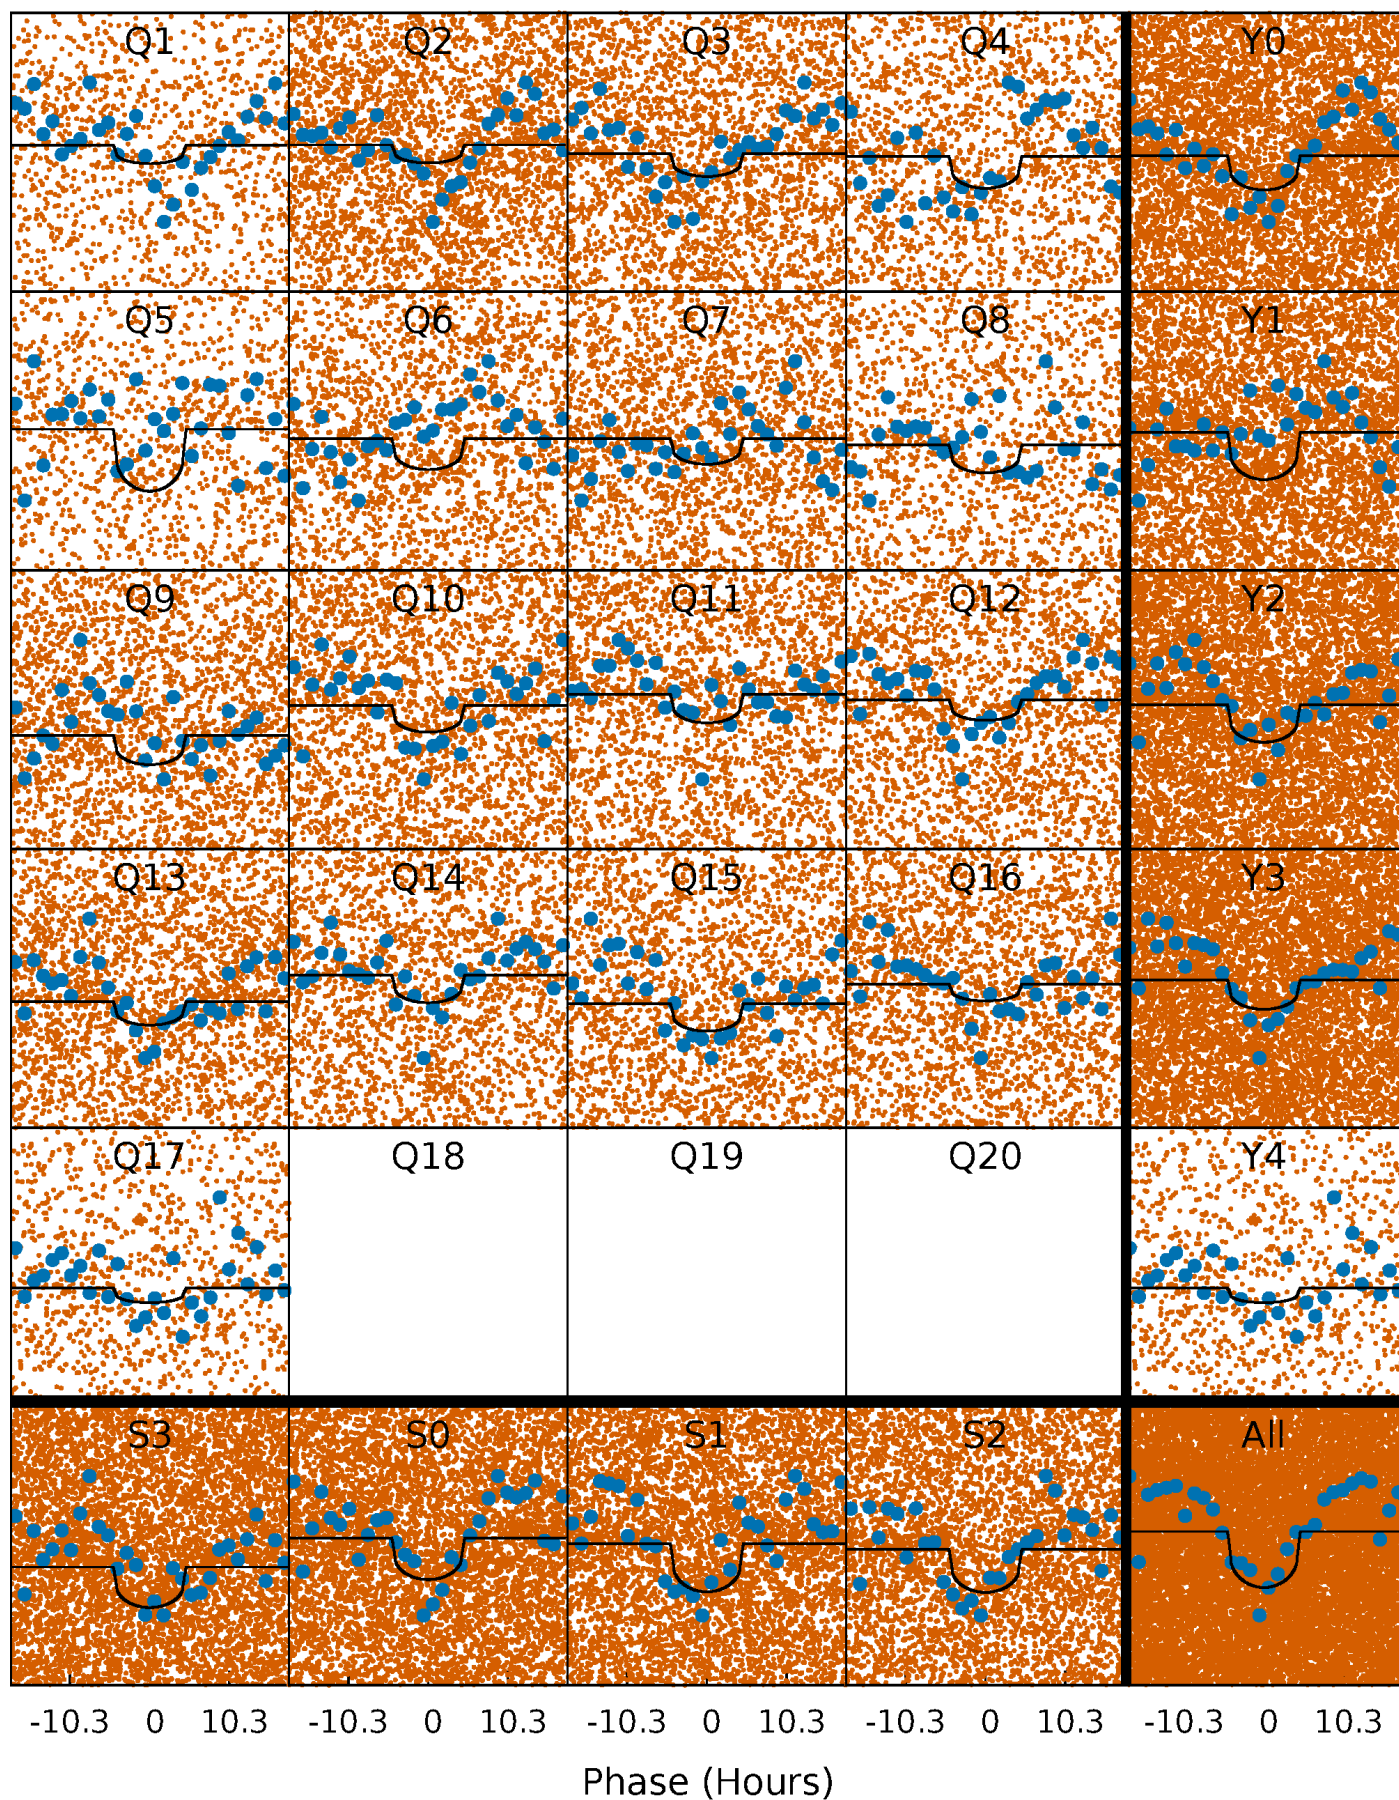 Q1 Q2 Q3 Q4 Y0
Q5 Q6 Q7 Q8 Y1
Q9 Q10 Q11 Q12 Y2
Q13 Q14 Q15 Q16 Y3
Q17 Q18 Q19 Q20 Y4
S3 S0 S1 S2 All
-10.3 0 10.3 -10.3 0 10.3 -10.3 0 10.3 -10.3 0 10.3 -10.3 0 10.3
Phase (Hours)